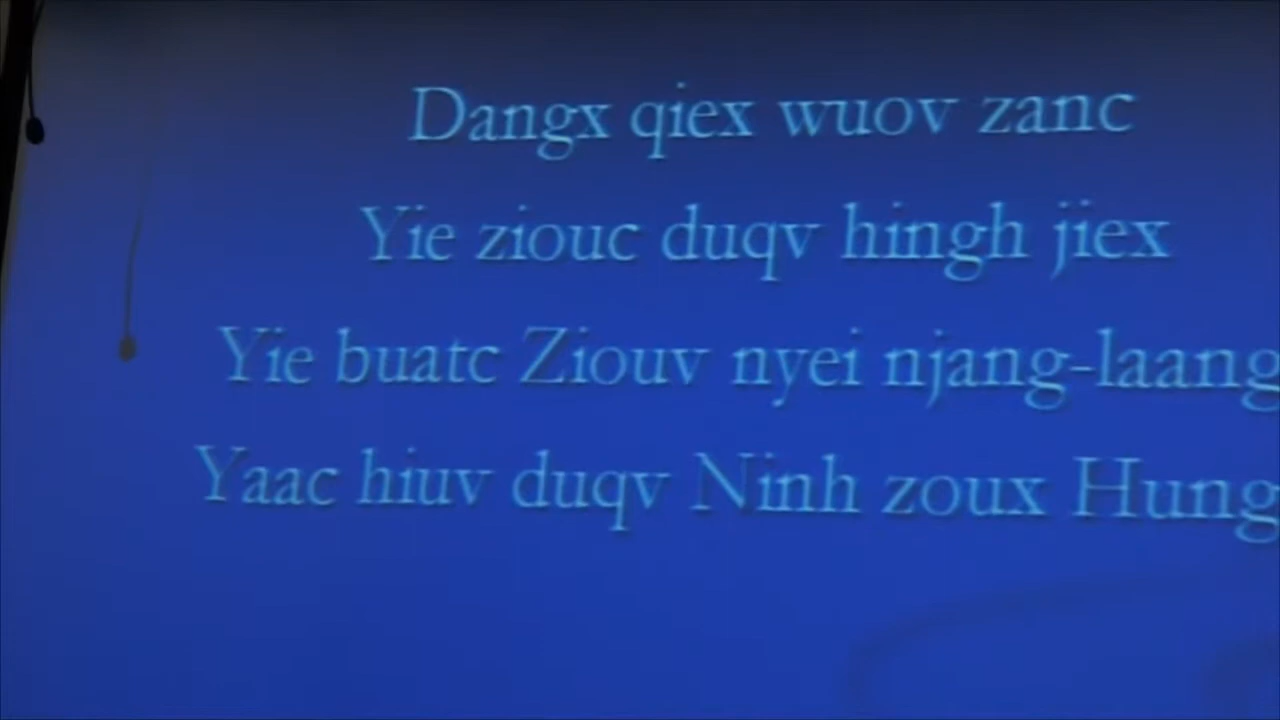 Dangx qiex wuov zanc
Yie ziouc duqv hingh jiex
Yie buatc Ziouv nyei njang-laang
Yaac hiuv duqv Ninh zoux Hung